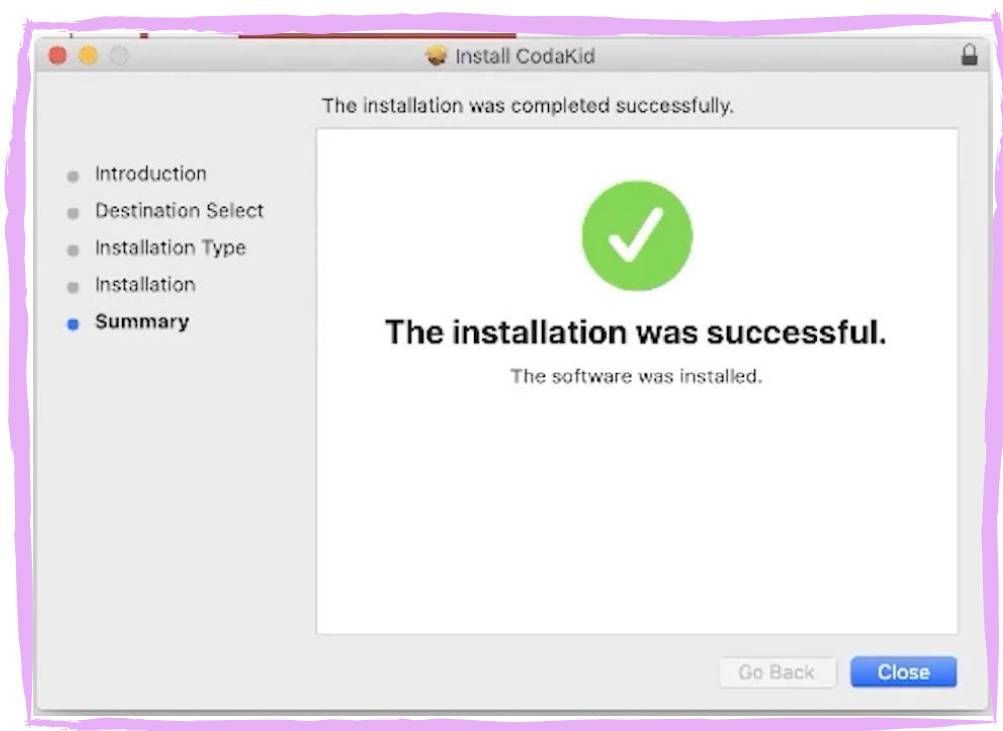 Install CodaKid
The installation was completed successfully.
Introduction
Destination Select
Installation Type
Installation
Summary
The installation was successful.
The software was installed.
Go Back
Close